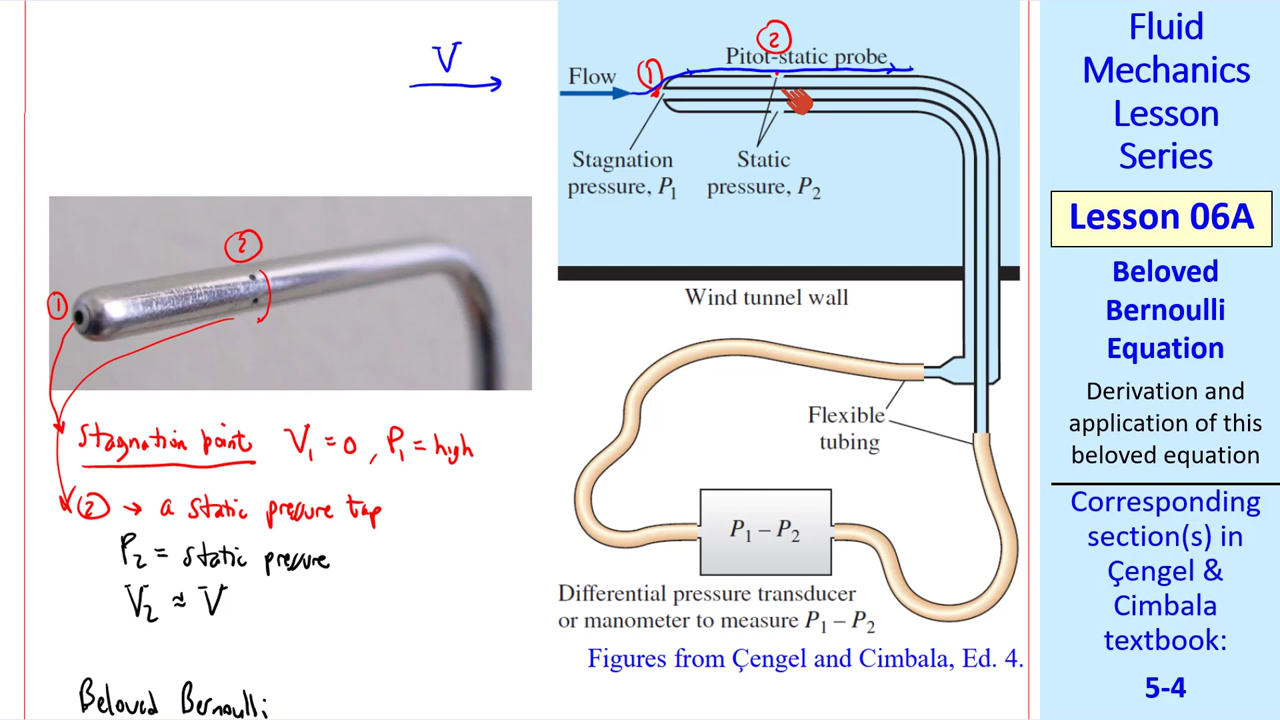 V
①
②
Stagnation point V₁ = 0, P₁ = high
② → a static pressure tap
P₂ = static pressure
V₂ ≈ V
Beloved Bernoulli
①
②
Pitot-static probe
Flow
Stagnation
pressure, P₁
Static
pressure, P₂
Wind tunnel wall
Flexible
tubing
P₁ – P₂
Differential pressure transducer
or manometer to measure P₁ – P₂
Figures from Çengel and Cimbala, Ed. 4.
Fluid
Mechanics
Lesson
Series
Lesson 06A
Beloved
Bernoulli
Equation
Derivation and
application of this
beloved equation
Corresponding
section(s) in
Çengel &
Cimbala
textbook:
5-4